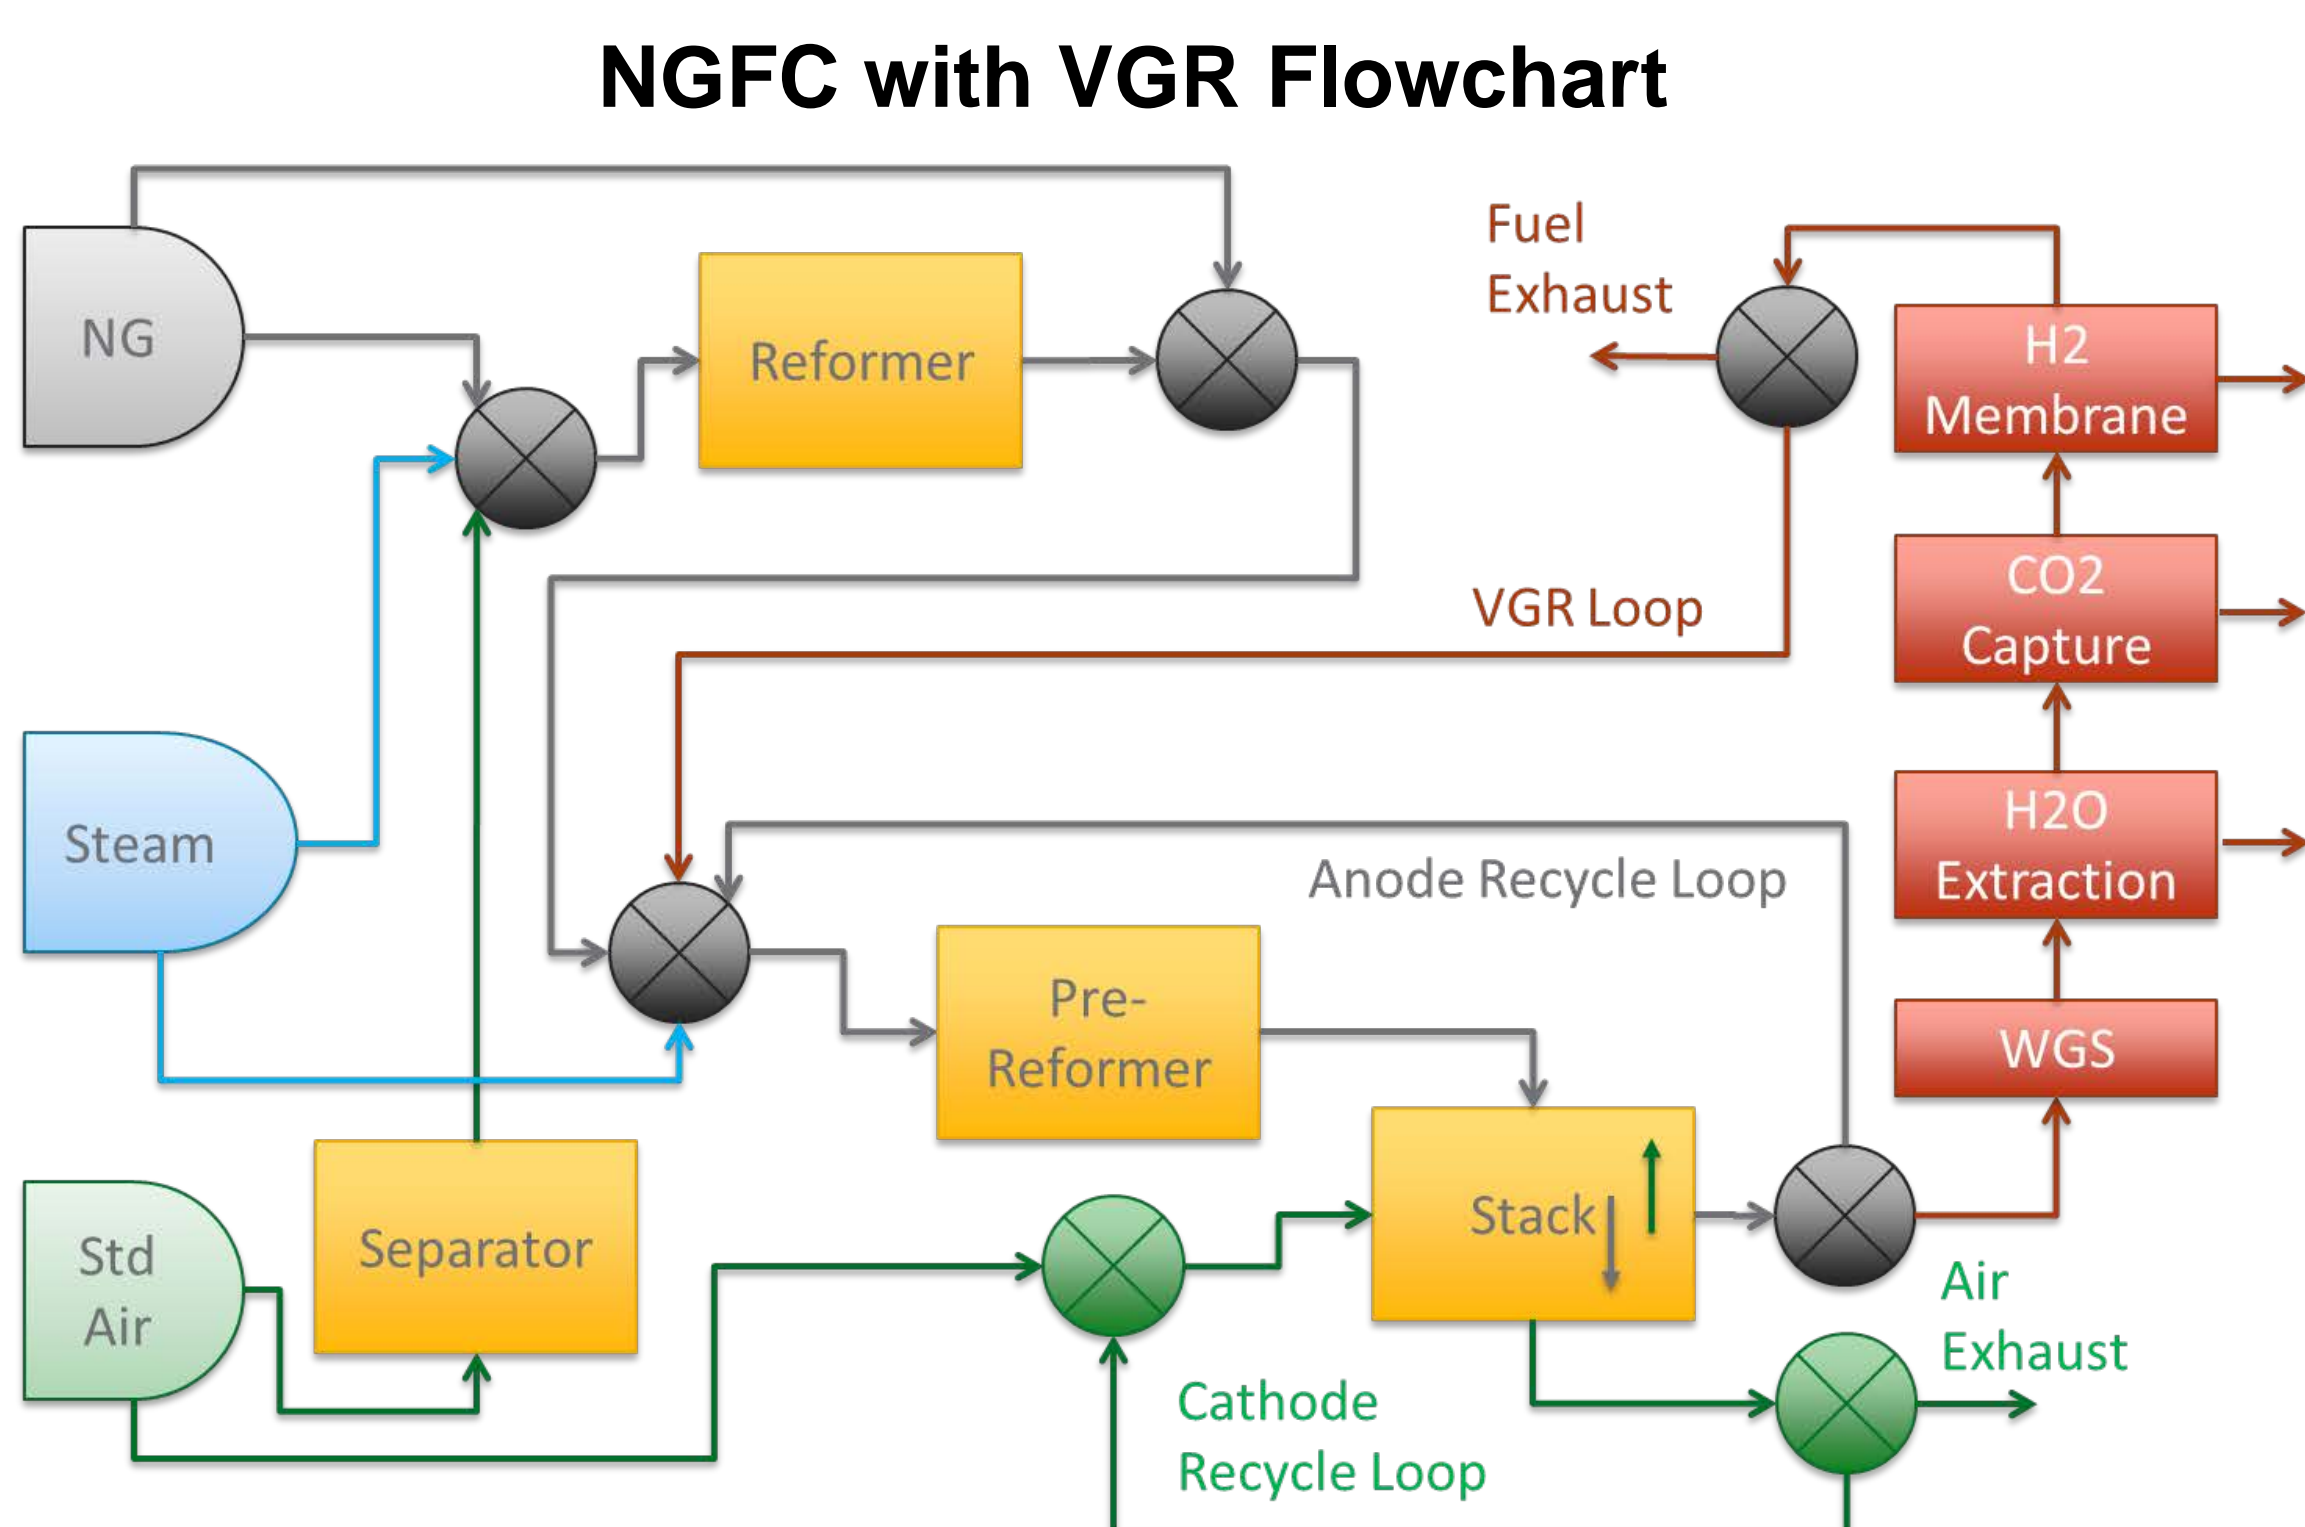 NGFC with VGR Flowchart
NG
Reformer
Fuel
Exhaust
H2
Membrane
CO2
Capture
VGR Loop
Steam
H2O
Extraction
Anode Recycle Loop
Pre-
Reformer
WGS
Std
Air
Separator
Stack
Air
Exhaust
Cathode
Recycle Loop